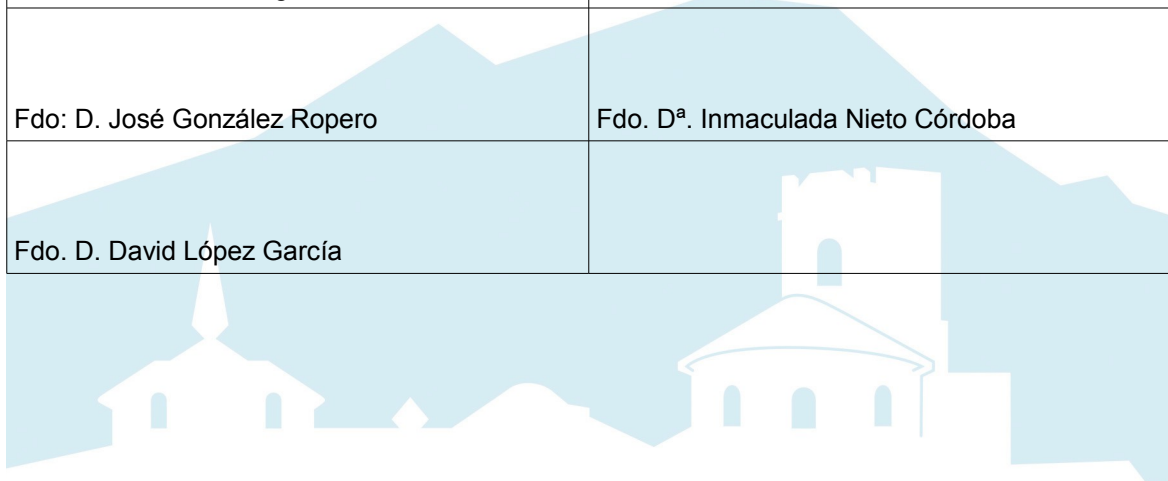 Fdo: D. José González Ropero
Fdo. Dª. Inmaculada Nieto Córdoba
Fdo. D. David López García